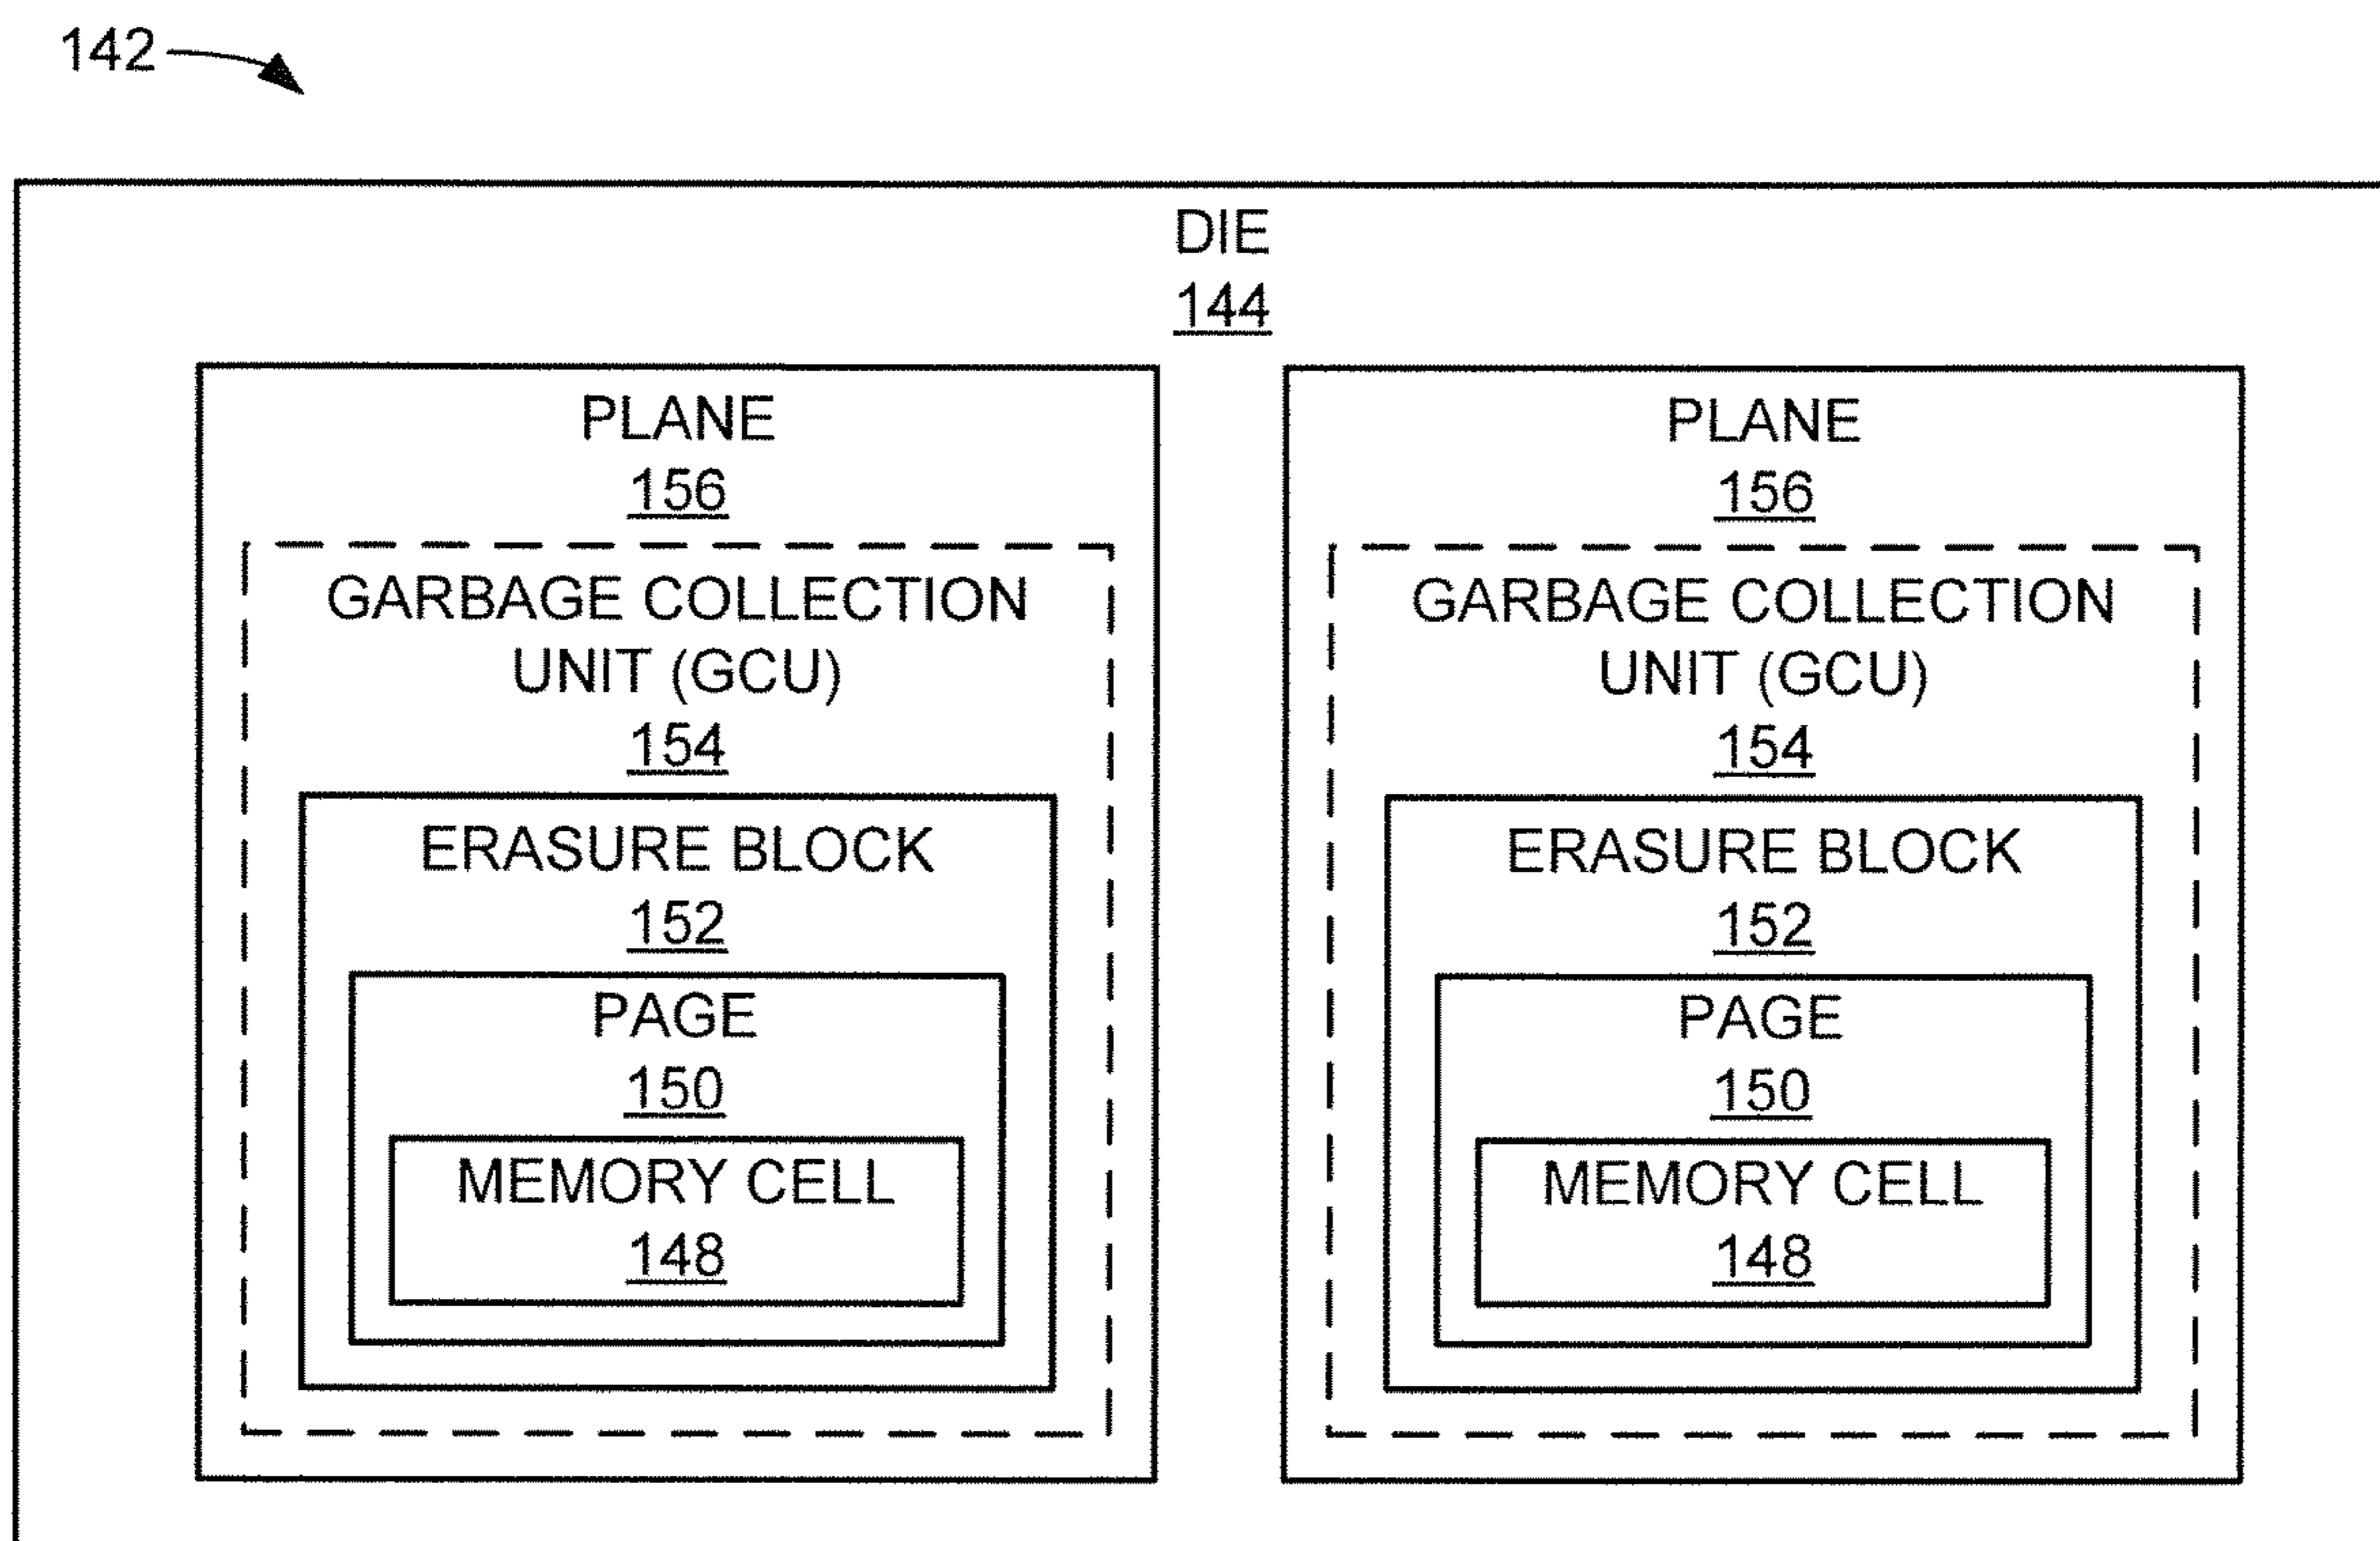 142
DIE
144
PLANE
156
GARBAGE COLLECTION
UNIT (GCU)
154
ERASURE BLOCK
152
PAGE
150
MEMORY CELL
148
PLANE
156
GARBAGE COLLECTION
UNIT (GCU)
154
ERASURE BLOCK
152
PAGE
150
MEMORY CELL
148